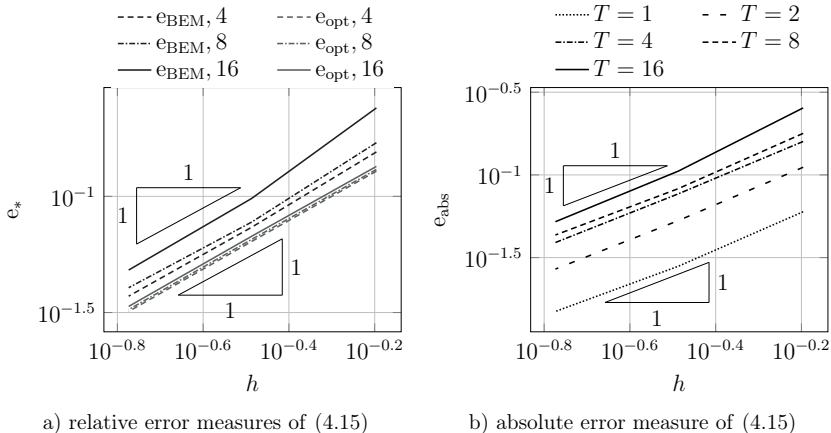 e_BEM, 4 e_opt, 4
e_BEM, 8 e_opt, 8
e_BEM, 16 e_opt, 16
10^−1
10^−1.5
e_*
1
1
1
1
10^−0.8 10^−0.6 10^−0.4 10^−0.2
h
a) relative error measures of (4.15)
T = 1 T = 2
T = 4 T = 8
T = 16
10^−0.5
10^−1
10^−1.5
e_abs
1
1
1
1
10^−0.8 10^−0.6 10^−0.4 10^−0.2
h
b) absolute error measure of (4.15)